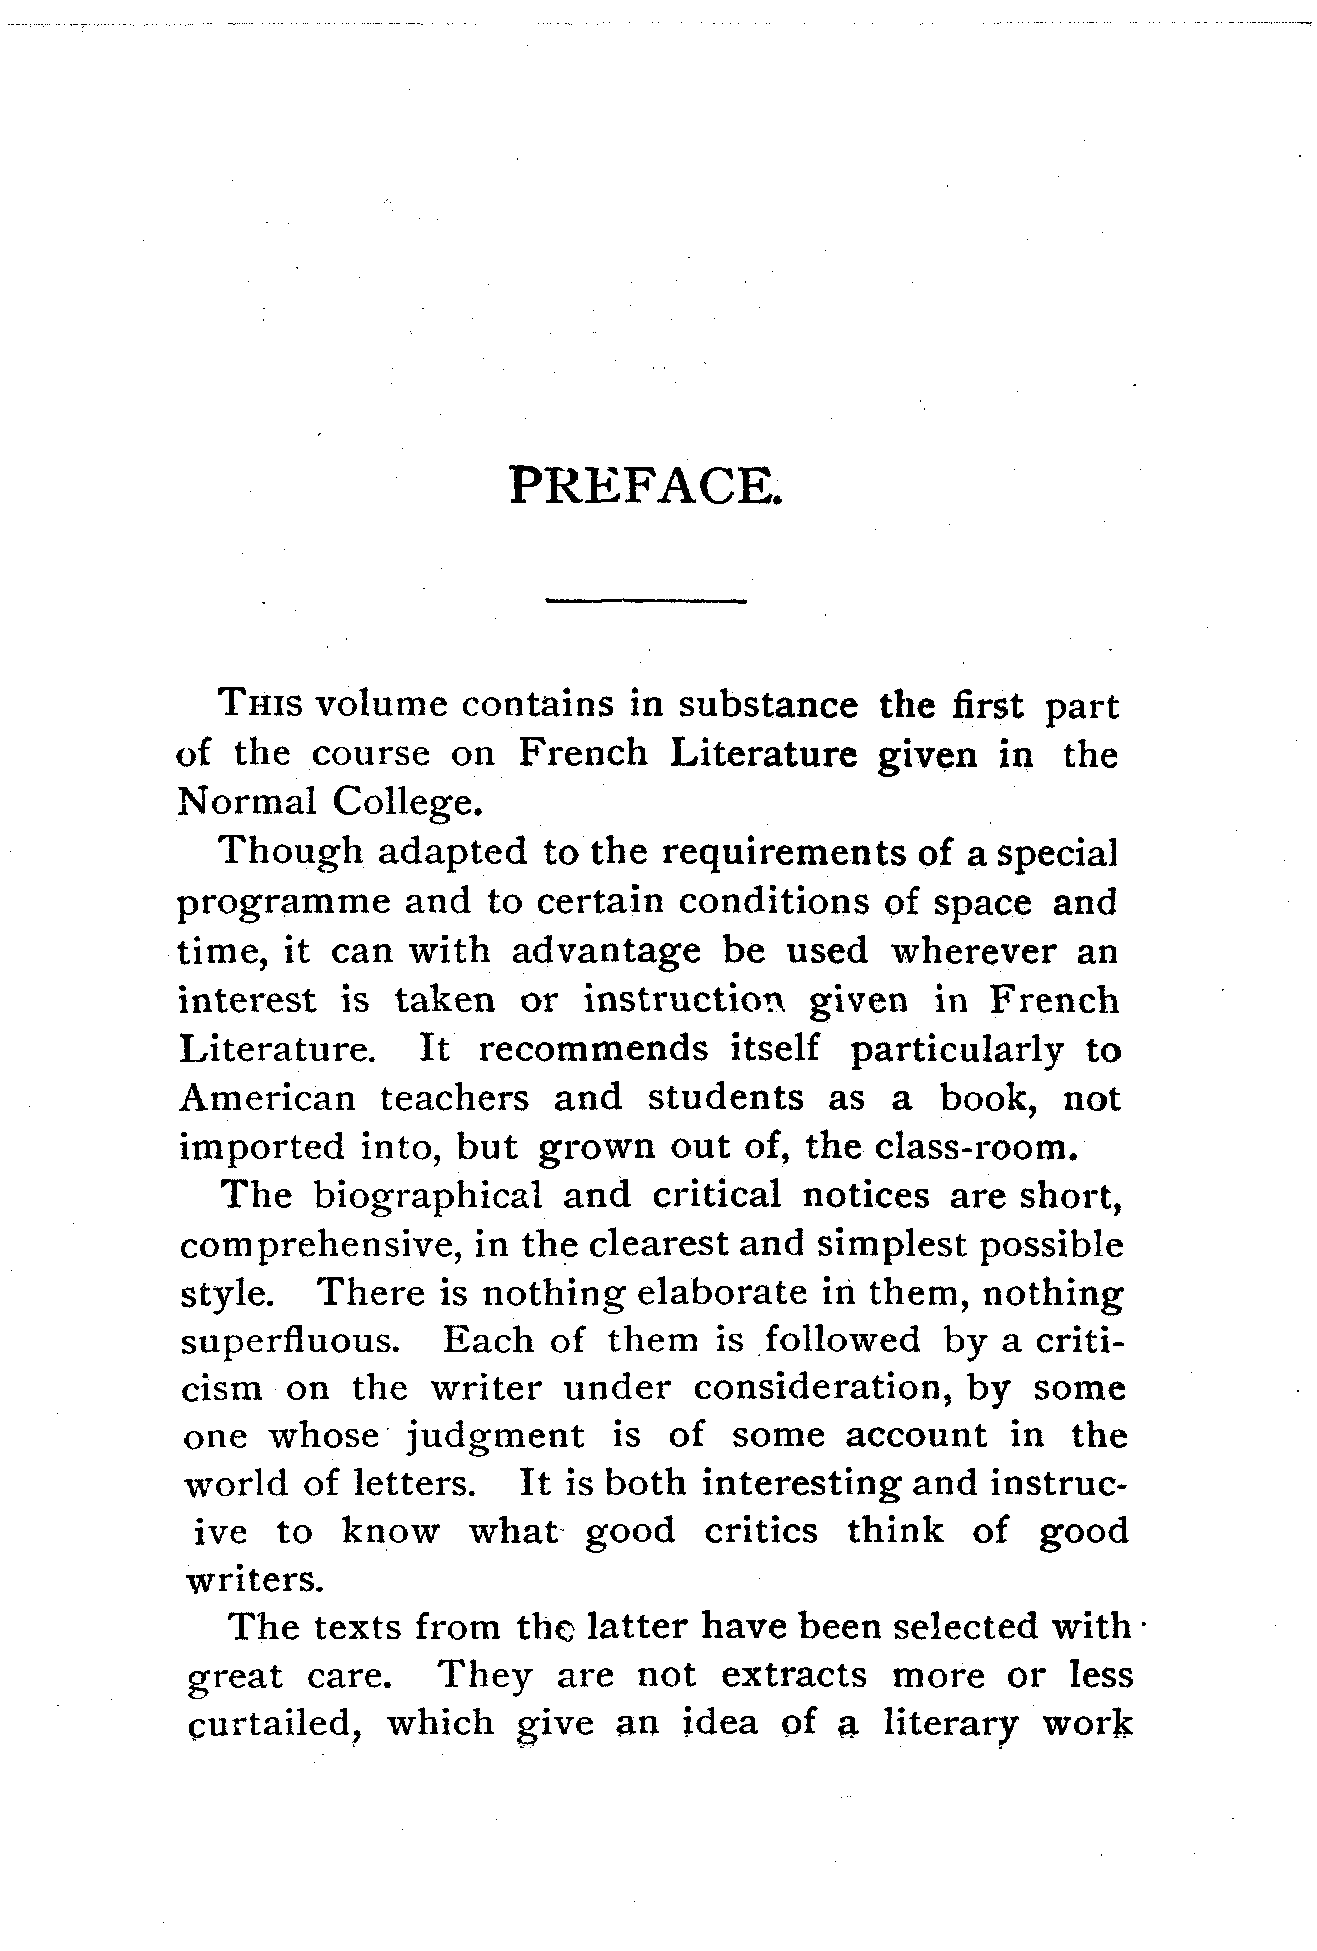 PREFACE.
THIS volume contains in substance the first part
of the course on French Literature given in the
Normal College.
Though adapted to the requirements of a special
programme and to certain conditions of space and
time, it can with advantage be used wherever an
interest is taken or instruction given in French
Literature. It recommends itself particularly to
American teachers and students as a book, not
imported into, but grown out of, the class-room.
The biographical and critical notices are short,
comprehensive, in the clearest and simplest possible
style. There is nothing elaborate in them, nothing
superfluous. Each of them is followed by a criti-
cism on the writer under consideration, by some
one whose judgment is of some account in the
world of letters. It is both interesting and instruc-
ive to know what good critics think of good
writers.
The texts from the latter have been selected with
great care. They are not extracts more or less
curtailed, which give an idea of a literary work